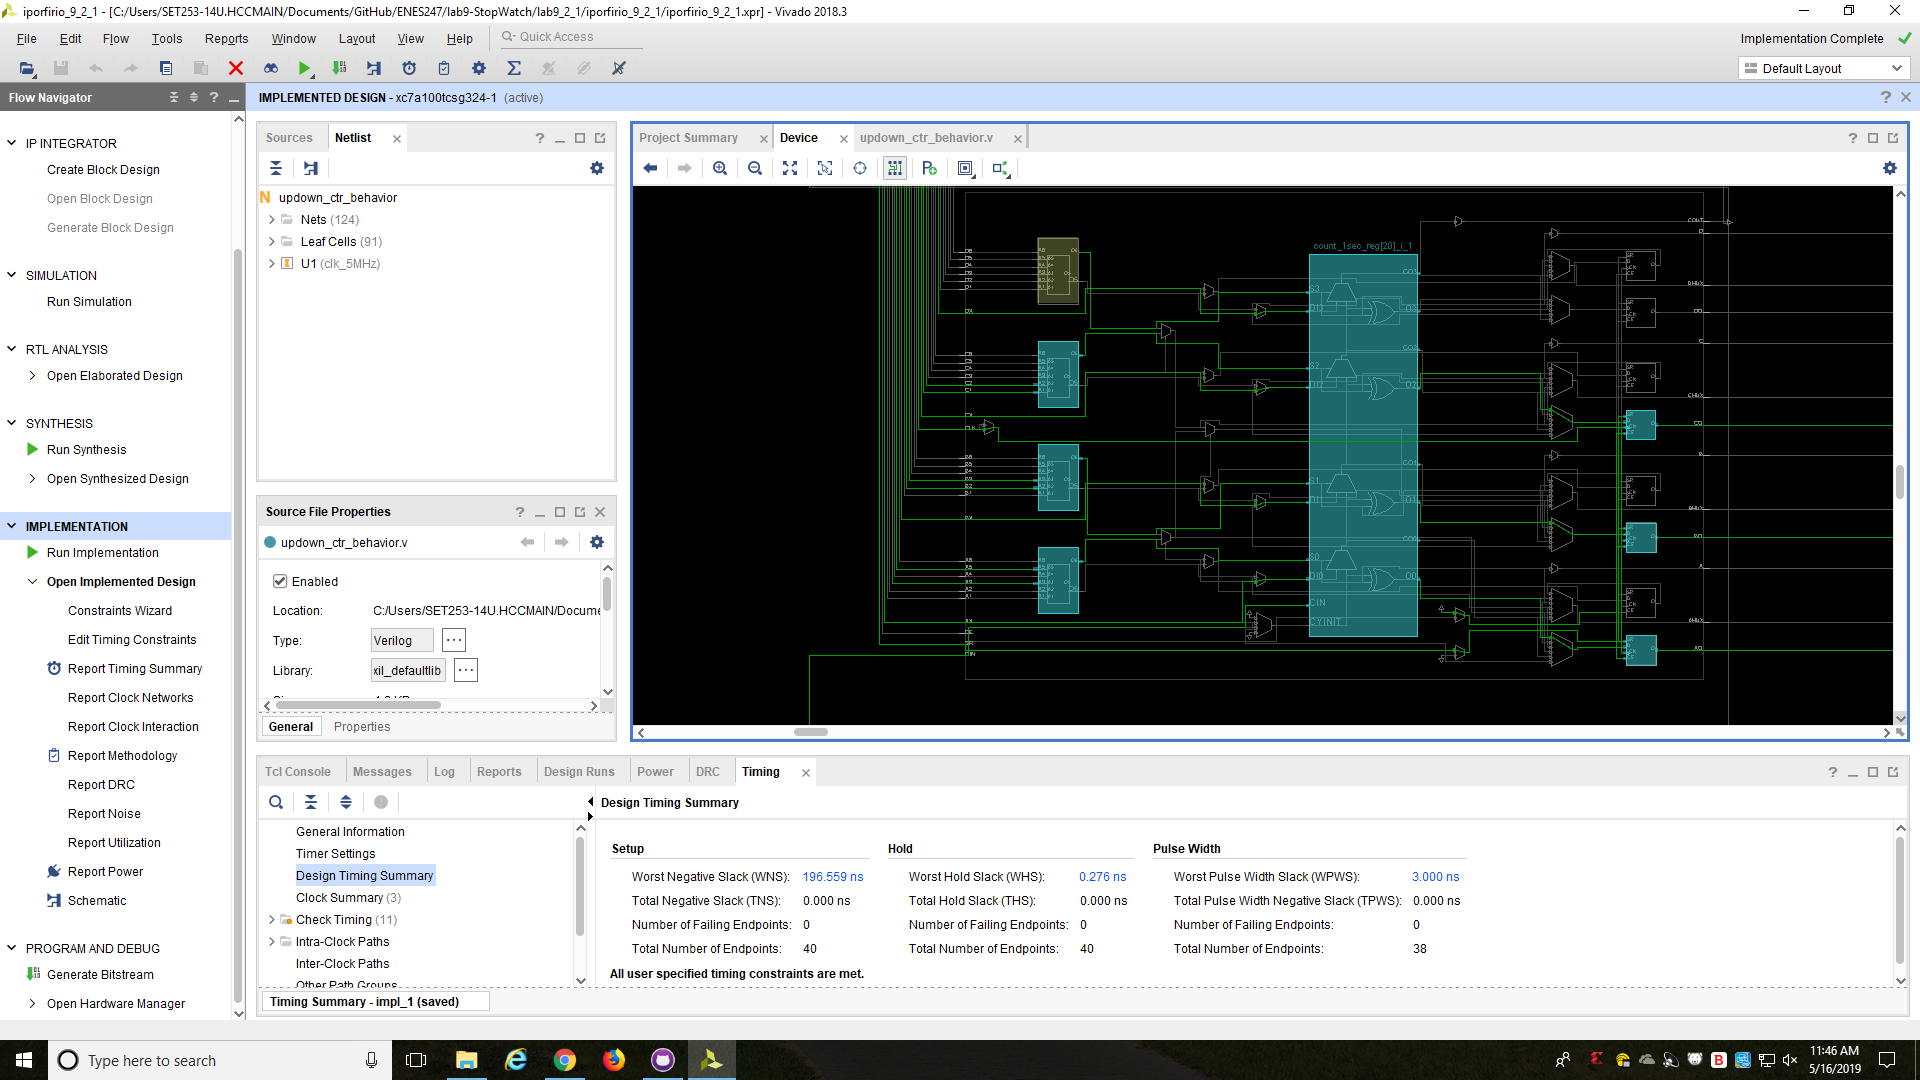 iporfirio_9_2_1 - [C:/Users/SET253-14U.HCCMAIN/Documents/GitHub/ENES247/lab9-StopWatch/lab9_2_1/iporfirio_9_2_1/iporfirio_9_2_1.xpr] - Vivado 2018.3
File Edit Flow Tools Reports Window Layout View Help Quick Access
Implementation Complete
Default Layout
Flow Navigator
IP INTEGRATOR
Create Block Design
Open Block Design
Generate Block Design
SIMULATION
Run Simulation
RTL ANALYSIS
Open Elaborated Design
SYNTHESIS
Run Synthesis
Open Synthesized Design
IMPLEMENTATION
Run Implementation
Open Implemented Design
Constraints Wizard
Edit Timing Constraints
Report Timing Summary
Report Clock Networks
Report Clock Interaction
Report Methodology
Report DRC
Report Noise
Report Utilization
Report Power
Schematic
PROGRAM AND DEBUG
Generate Bitstream
Open Hardware Manager
IMPLEMENTED DESIGN - xc7a100tcsg324-1 (active)
Sources Netlist
updown_ctr_behavior
Nets (124)
Leaf Cells (91)
U1 (clk_5MHz)
Source File Properties
updown_ctr_behavior.v
Enabled
Location: C:/Users/SET253-14U.HCCMAIN/Docume
Type: Verilog
Library: xil_defaultlib
General Properties
Project Summary Device updown_ctr_behavior.v
count_1sec_reg[20]_i_1
CIN
CYINIT
Tcl Console Messages Log Reports Design Runs Power DRC Timing
General Information
Timer Settings
Design Timing Summary
Clock Summary (3)
Check Timing (11)
Intra-Clock Paths
Inter-Clock Paths
Other Path Groups
Timing Summary - impl_1 (saved)
Design Timing Summary
Setup Hold Pulse Width
Worst Negative Slack (WNS): 196.559 ns Worst Hold Slack (WHS): 0.276 ns Worst Pulse Width Slack (WPWS): 3.000 ns
Total Negative Slack (TNS): 0.000 ns Total Hold Slack (THS): 0.000 ns Total Pulse Width Negative Slack (TPWS): 0.000 ns
Number of Failing Endpoints: 0 Number of Failing Endpoints: 0 Number of Failing Endpoints: 0
Total Number of Endpoints: 40 Total Number of Endpoints: 40 Total Number of Endpoints: 38
All user specified timing constraints are met.
Type here to search
11:46 AM
5/16/2019